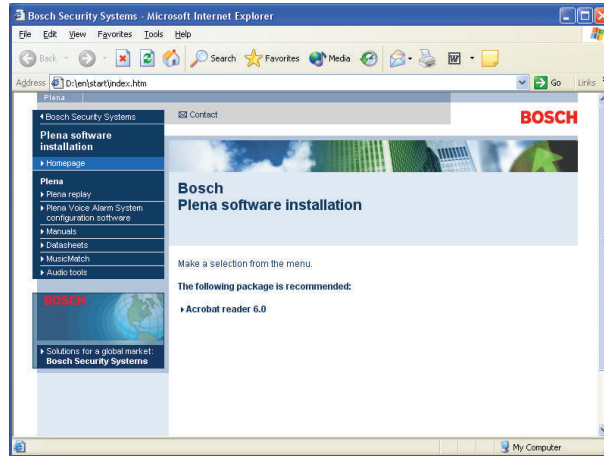 Bosch Security Systems - Microsoft Internet Explorer
File Edit View Favorites Tools Help
Back Search Favorites Media
Address D:\en\start\index.htm Go Links
Plena
Bosch Security Systems
Contact
BOSCH
Plena software
installation
Homepage
Plena
Plena replay
Plena Voice Alarm System
configuration software
Manuals
Datasheets
MusicMatch
Audio tools
BOSCH
Solutions for a global market:
Bosch Security Systems
Bosch
Plena software installation
Make a selection from the menu.
The following package is recommended:
Acrobat reader 6.0
My Computer